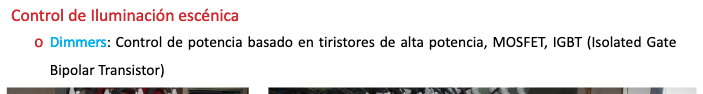 Control de Iluminación escénica
o Dimmers: Control de potencia basado en tiristores de alta potencia, MOSFET, IGBT (Isolated Gate
Bipolar Transistor)